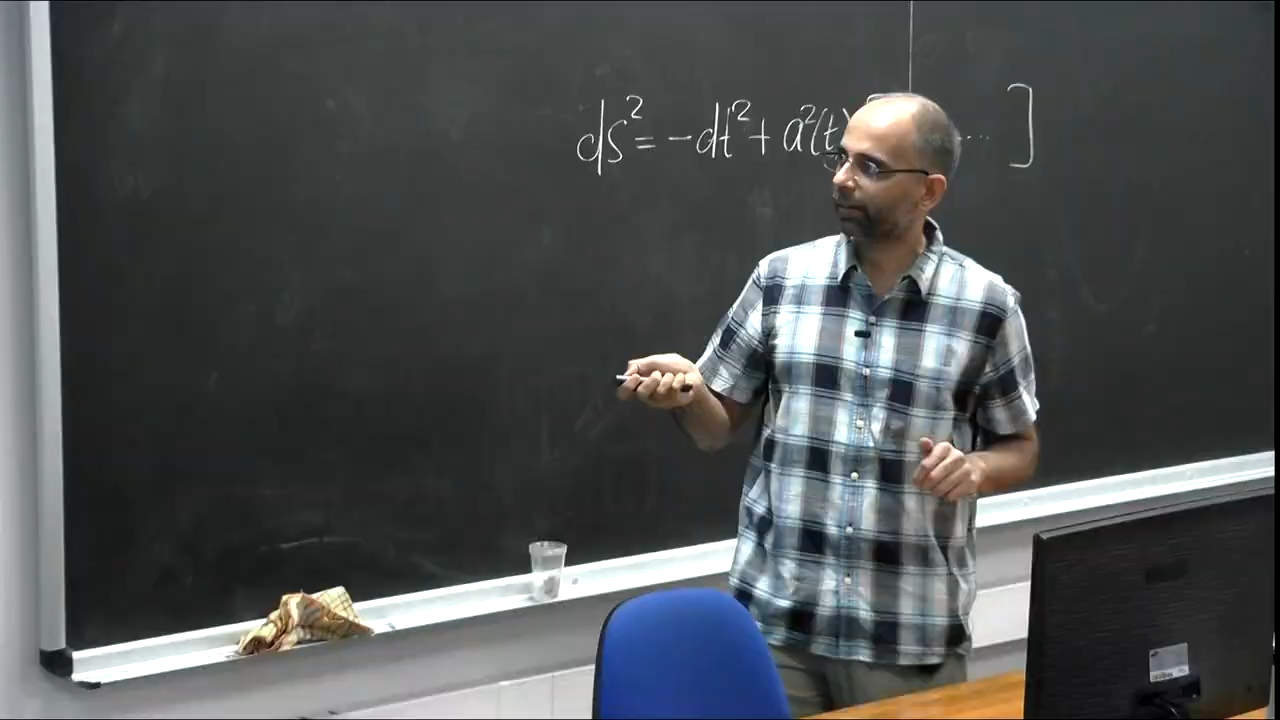 ds² = -dt² + a²(t) [ .... ]